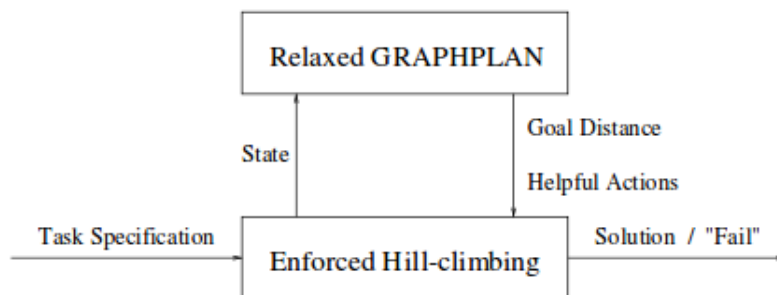 Relaxed GRAPHPLAN
State
Goal Distance
Helpful Actions
Task Specification
Enforced Hill-climbing
Solution / "Fail"